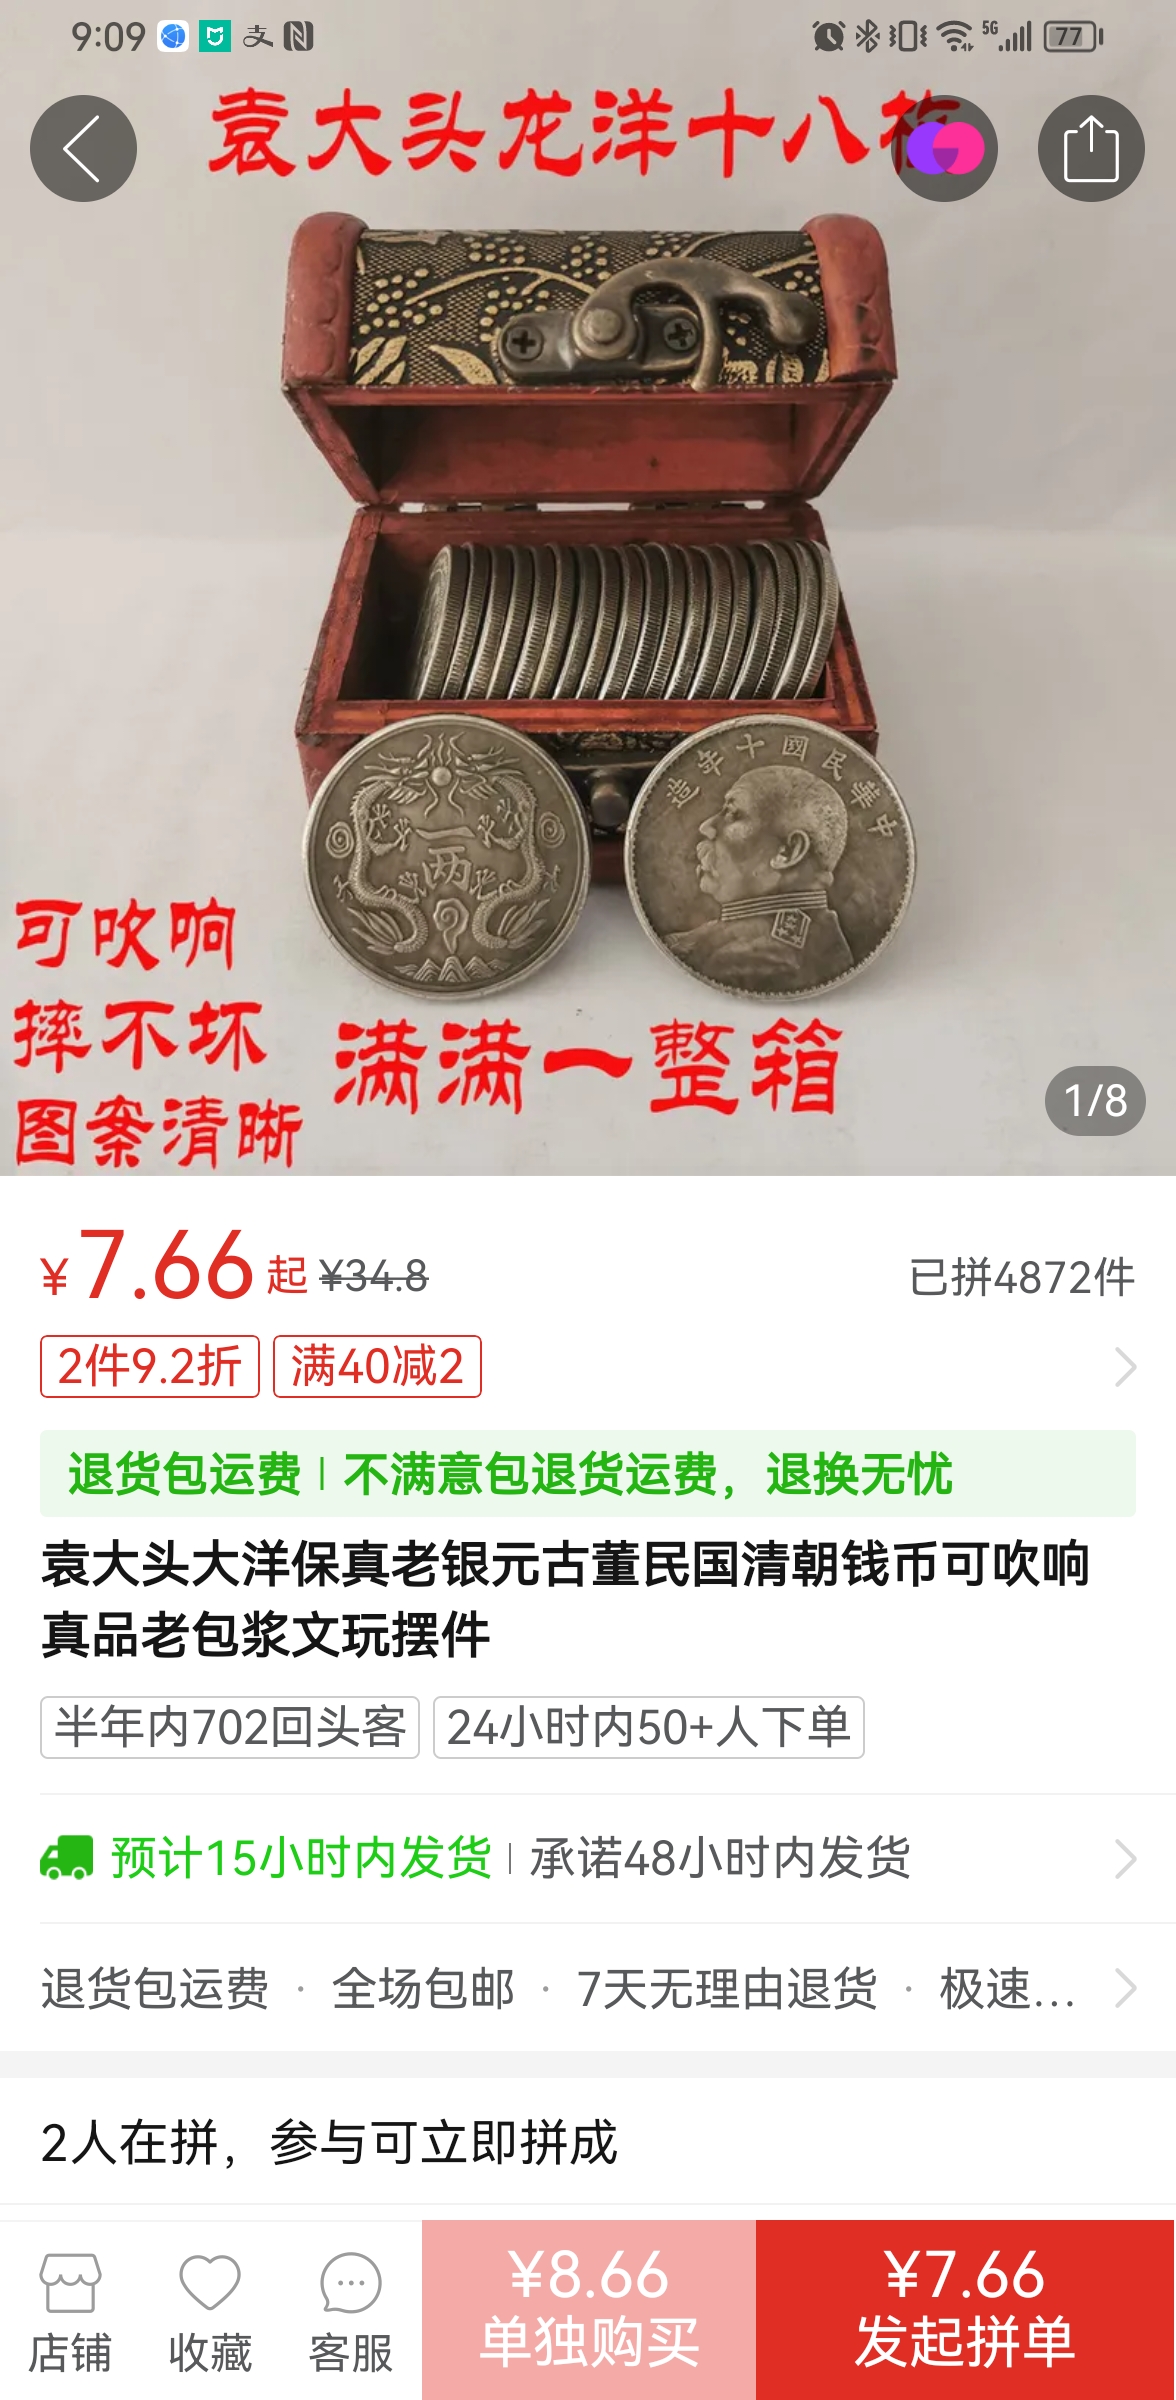 9:09
5G
77
袁大头龙洋十八枚
一两
中華民國十年造
可吹响
摔不坏
图案清晰
满满一整箱
1/8
¥7.66起 ¥34.8
已拼4872件
2件9.2折
满40减2
退货包运费 | 不满意包退货运费，退换无忧
袁大头大洋保真老银元古董民国清朝钱币可吹响
真品老包浆文玩摆件
半年内702回头客
24小时内50+人下单
预计15小时内发货 | 承诺48小时内发货
退货包运费 · 全场包邮 · 7天无理由退货 · 极速...
2人在拼，参与可立即拼成
店铺
收藏
客服
¥8.66
单独购买
¥7.66
发起拼单